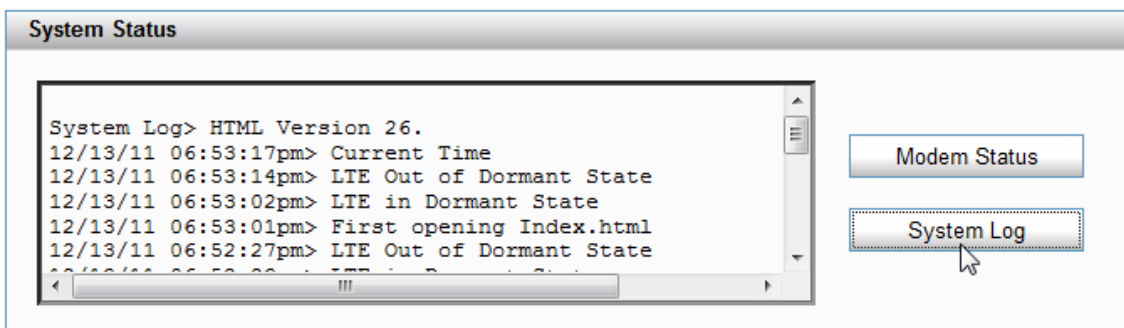 System Status
System Log> HTML Version 26.
12/13/11 06:53:17pm> Current Time
12/13/11 06:53:14pm> LTE Out of Dormant State
12/13/11 06:53:02pm> LTE in Dormant State
12/13/11 06:53:01pm> First opening Index.html
12/13/11 06:52:27pm> LTE Out of Dormant State
Modem Status
System Log